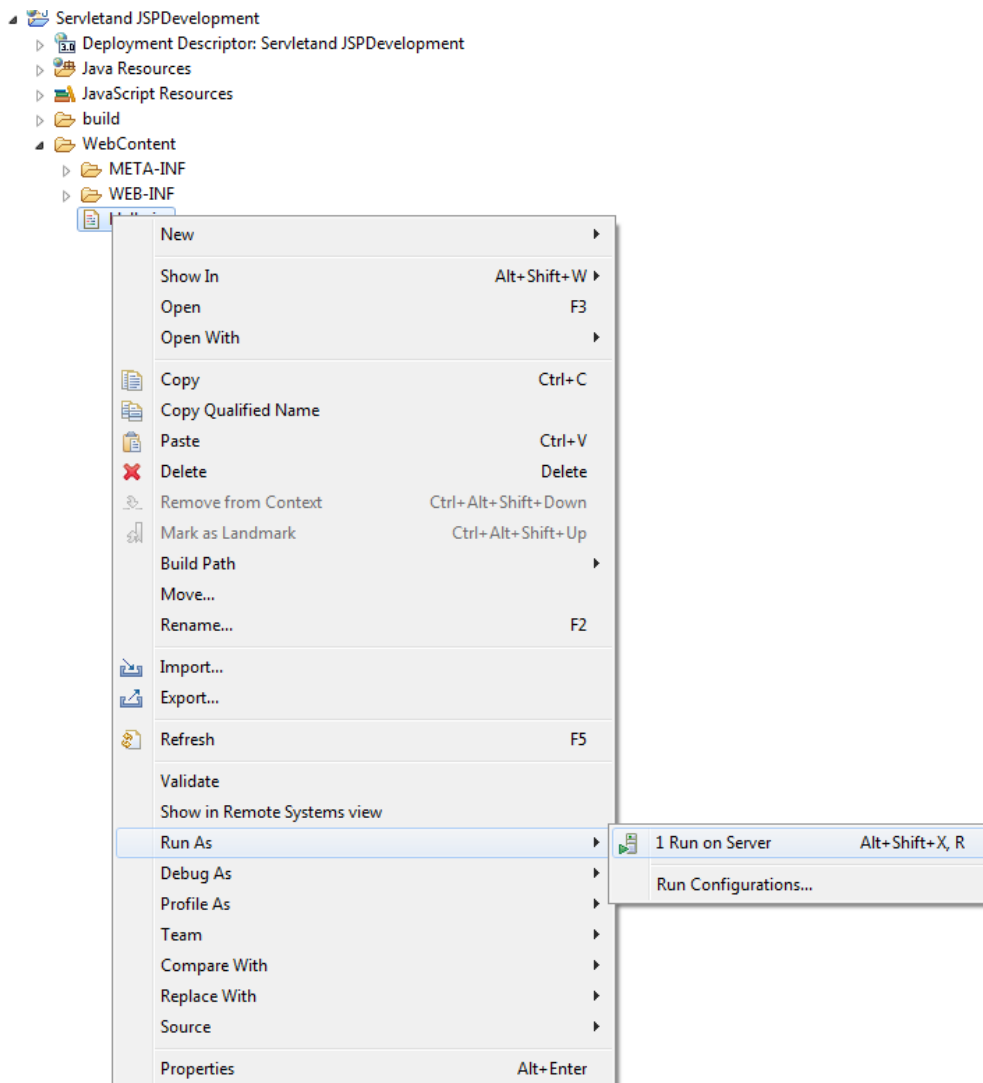 Servletand JSPDevelopment
3.0 Deployment Descriptor: Servletand JSPDevelopment
Java Resources
JavaScript Resources
build
WebContent
META-INF
WEB-INF
New
Show In Alt+Shift+W
Open F3
Open With
Copy Ctrl+C
Copy Qualified Name
Paste Ctrl+V
Delete Delete
Remove from Context Ctrl+Alt+Shift+Down
Mark as Landmark Ctrl+Alt+Shift+Up
Build Path
Move...
Rename... F2
Import...
Export...
Refresh F5
Validate
Show in Remote Systems view
Run As
1 Run on Server Alt+Shift+X, R
Debug As
Run Configurations...
Profile As
Team
Compare With
Replace With
Source
Properties Alt+Enter